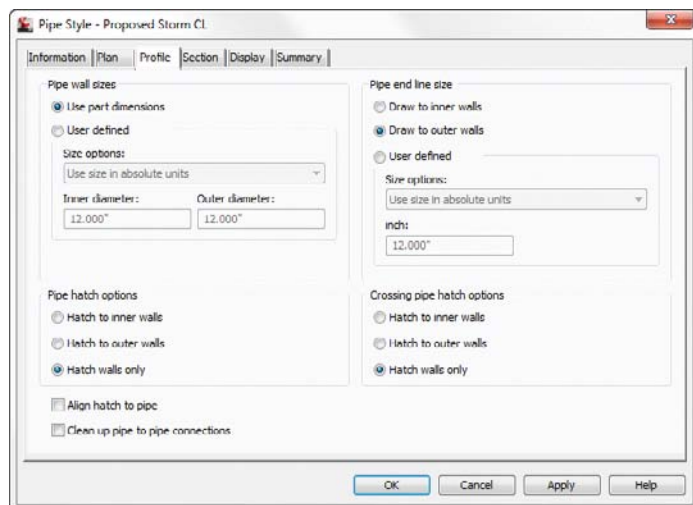 Pipe Style - Proposed Storm CL
Information
Plan
Profile
Section
Display
Summary
Pipe wall sizes
Use part dimensions
User defined
Size options:
Use size in absolute units
Inner diameter:
Outer diameter:
12.000"
12.000"
Pipe end line size
Draw to inner walls
Draw to outer walls
User defined
Size options:
Use size in absolute units
inch:
12.000"
Pipe hatch options
Hatch to inner walls
Hatch to outer walls
Hatch walls only
Crossing pipe hatch options
Hatch to inner walls
Hatch to outer walls
Hatch walls only
Align hatch to pipe
Clean up pipe to pipe connections
OK
Cancel
Apply
Help